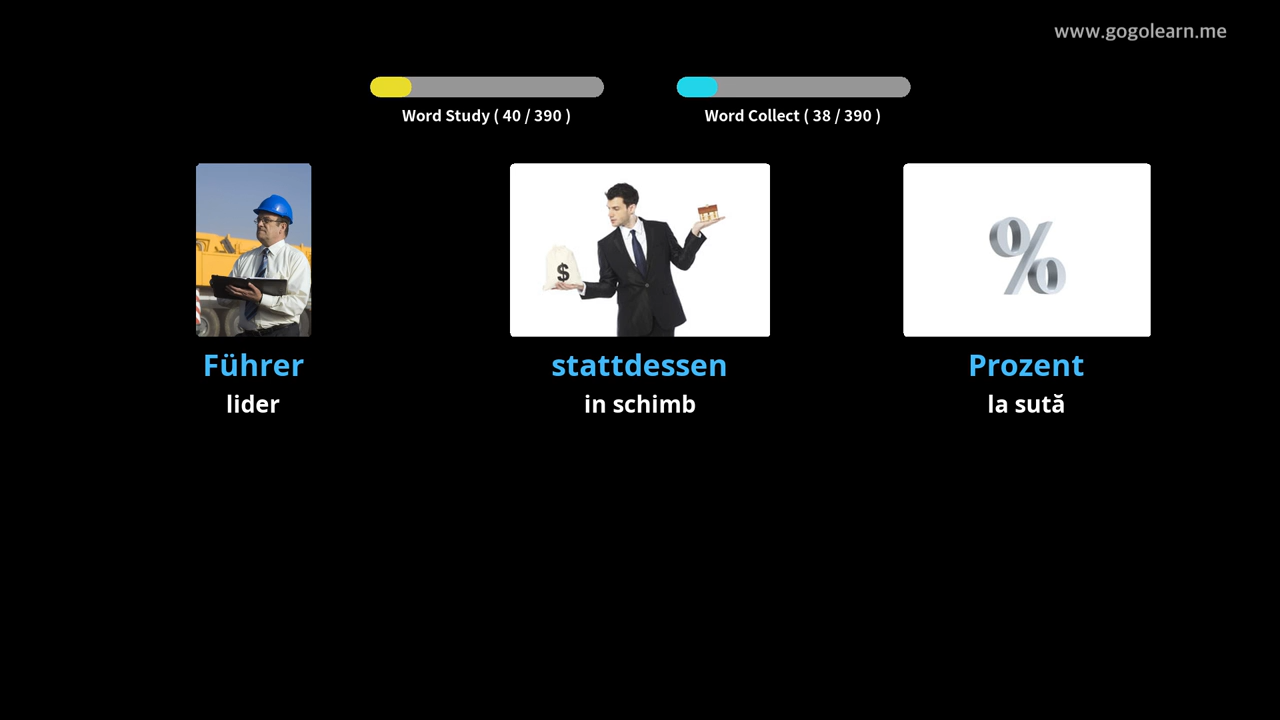 www.gogolearn.me
Word Study ( 40 / 390 )
Word Collect ( 38 / 390 )
$
%
Führer
stattdessen
Prozent
lider
in schimb
la sută